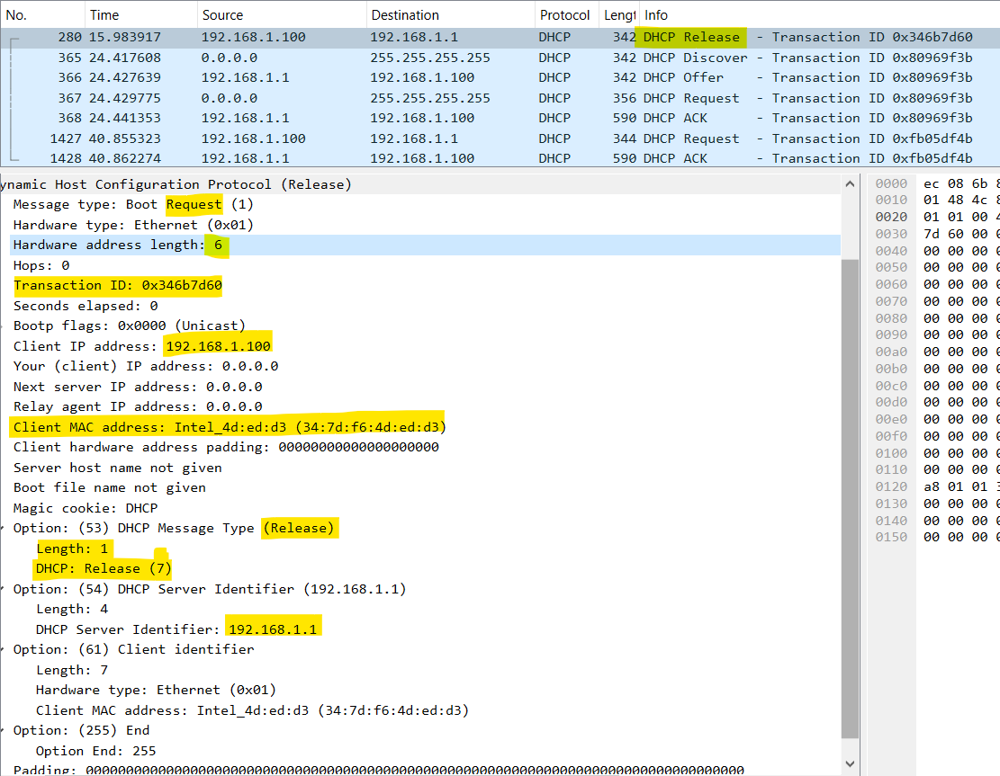 No. Time Source Destination Protocol Lengt Info
280 15.983917 192.168.1.100 192.168.1.1 DHCP 342 DHCP Release - Transaction ID 0x346b7d60
365 24.417608 0.0.0.0 255.255.255.255 DHCP 342 DHCP Discover - Transaction ID 0x80969f3b
366 24.427639 192.168.1.1 192.168.1.100 DHCP 342 DHCP Offer - Transaction ID 0x80969f3b
367 24.429775 0.0.0.0 255.255.255.255 DHCP 356 DHCP Request - Transaction ID 0x80969f3b
368 24.441353 192.168.1.1 192.168.1.100 DHCP 590 DHCP ACK - Transaction ID 0x80969f3b
1427 40.855323 192.168.1.100 192.168.1.1 DHCP 344 DHCP Request - Transaction ID 0xfb05df4b
1428 40.862274 192.168.1.1 192.168.1.100 DHCP 590 DHCP ACK - Transaction ID 0xfb05df4b
ynamic Host Configuration Protocol (Release)
Message type: Boot Request (1)
Hardware type: Ethernet (0x01)
Hardware address length: 6
Hops: 0
Transaction ID: 0x346b7d60
Seconds elapsed: 0
Bootp flags: 0x0000 (Unicast)
Client IP address: 192.168.1.100
Your (client) IP address: 0.0.0.0
Next server IP address: 0.0.0.0
Relay agent IP address: 0.0.0.0
Client MAC address: Intel_4d:ed:d3 (34:7d:f6:4d:ed:d3)
Client hardware address padding: 00000000000000000000
Server host name not given
Boot file name not given
Magic cookie: DHCP
Option: (53) DHCP Message Type (Release)
Length: 1
DHCP: Release (7)
Option: (54) DHCP Server Identifier (192.168.1.1)
Length: 4
DHCP Server Identifier: 192.168.1.1
Option: (61) Client identifier
Length: 7
Hardware type: Ethernet (0x01)
Client MAC address: Intel_4d:ed:d3 (34:7d:f6:4d:ed:d3)
Option: (255) End
Option End: 255
Padding:
0000 ec 08 6b 8
0010 01 48 4c 8
0020 01 01 00 4
0030 7d 60 00 0
0040 00 00 00 0
0050 00 00 00 0
0060 00 00 00 0
0070 00 00 00 0
0080 00 00 00 0
0090 00 00 00 0
00a0 00 00 00 0
00b0 00 00 00 0
00c0 00 00 00 0
00d0 00 00 00 0
00e0 00 00 00 0
00f0 00 00 00 0
0100 00 00 00 0
0110 00 00 00 0
0120 a8 01 01 3
0130 00 00 00 0
0140 00 00 00 0
0150 00 00 00 0